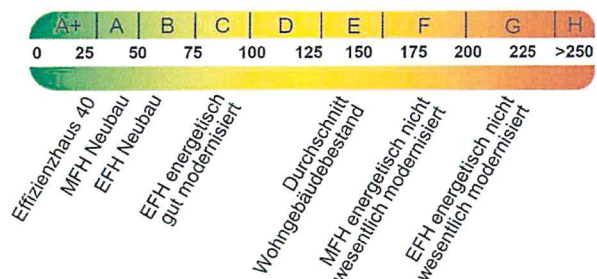 A+ A B C D E F G H
0 25 50 75 100 125 150 175 200 225 >250
Effizienzhaus 40
MFH Neubau
EFH Neubau
EFH energetisch
gut modernisiert
Durchschnitt
Wohngebäudebestand
MFH energetisch nicht
wesentlich modernisiert
EFH energetisch nicht
wesentlich modernisiert